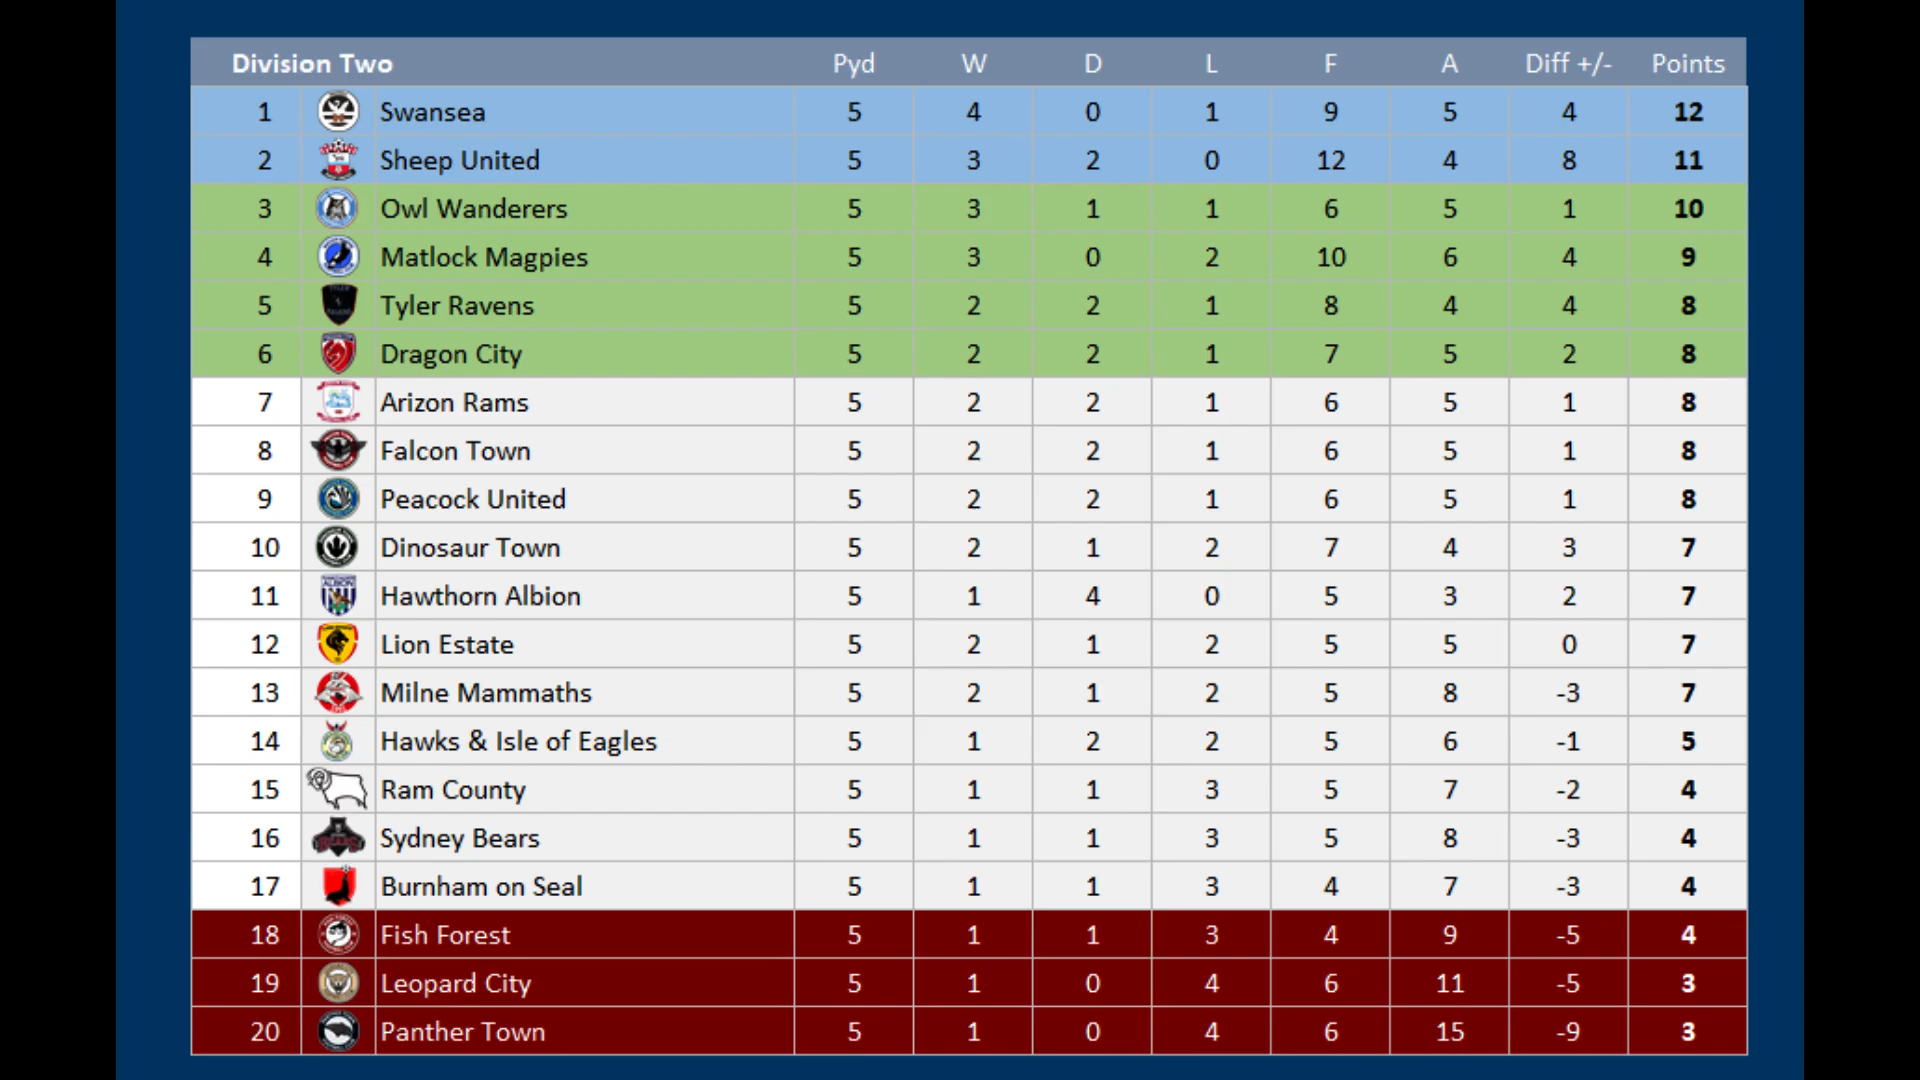 Division Two Pyd W D L F A Diff +/- Points
1 Swansea 5 4 0 1 9 5 4 12
2 Sheep United 5 3 2 0 12 4 8 11
3 Owl Wanderers 5 3 1 1 6 5 1 10
4 Matlock Magpies 5 3 0 2 10 6 4 9
5 Tyler Ravens 5 2 2 1 8 4 4 8
6 Dragon City 5 2 2 1 7 5 2 8
7 Arizon Rams 5 2 2 1 6 5 1 8
8 Falcon Town 5 2 2 1 6 5 1 8
9 Peacock United 5 2 2 1 6 5 1 8
10 Dinosaur Town 5 2 1 2 7 4 3 7
11 Hawthorn Albion 5 1 4 0 5 3 2 7
12 Lion Estate 5 2 1 2 5 5 0 7
13 Milne Mammaths 5 2 1 2 5 8 -3 7
14 Hawks & Isle of Eagles 5 1 2 2 5 6 -1 5
15 Ram County 5 1 1 3 5 7 -2 4
16 Sydney Bears 5 1 1 3 5 8 -3 4
17 Burnham on Seal 5 1 1 3 4 7 -3 4
18 Fish Forest 5 1 1 3 4 9 -5 4
19 Leopard City 5 1 0 4 6 11 -5 3
20 Panther Town 5 1 0 4 6 15 -9 3